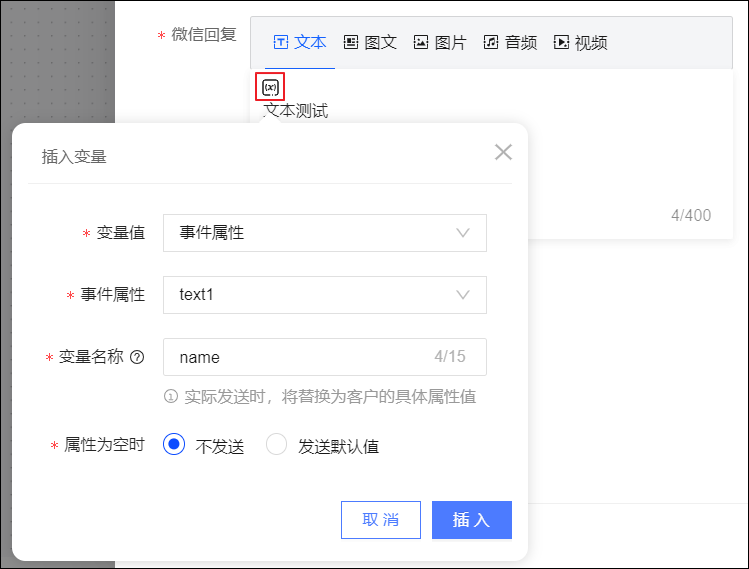 * 微信回复
文本 图文 图片 音频 视频
(x)
文本测试
4/400
插入变量
* 变量值 事件属性
* 事件属性 text1
* 变量名称 name 4/15
实际发送时，将替换为客户的具体属性值
* 属性为空时 不发送 发送默认值
取消 插入